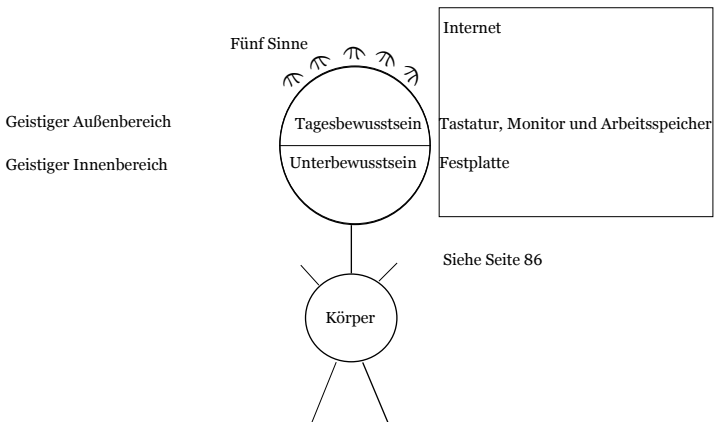 Internet
Fünf Sinne
Geistiger Außenbereich
Tagesbewusstsein
Tastatur, Monitor und Arbeitsspeicher
Geistiger Innenbereich
Unterbewusstsein
Festplatte
Siehe Seite 86
Körper